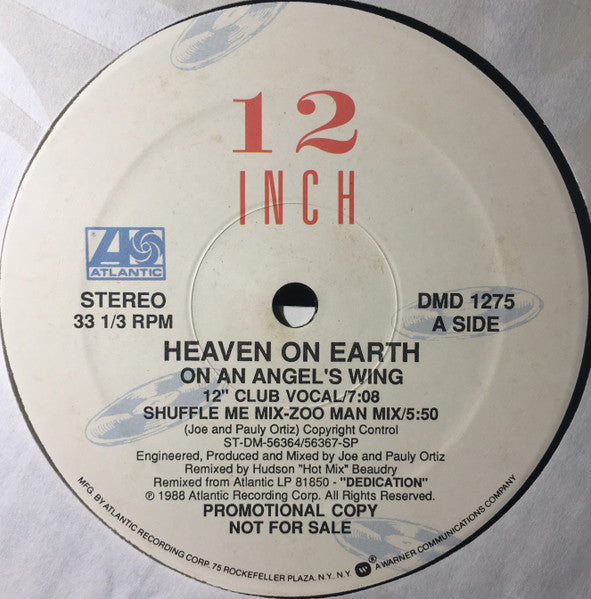 12
INCH
ATLANTIC
STEREO
33 1/3 RPM
DMD 1275
A SIDE
HEAVEN ON EARTH
ON AN ANGEL'S WING
12" CLUB VOCAL/7:08
SHUFFLE ME MIX-ZOO MAN MIX/5:50
(Joe and Pauly Ortiz) Copyright Control
ST-DM-56364/56367-SP
Engineered, Produced and Mixed by Joe and Pauly Ortiz
Remixed by Hudson "Hot Mix" Beaudry
Remixed from Atlantic LP 81850 - "DEDICATION"
℗ 1988 Atlantic Recording Corp. All Rights Reserved.
PROMOTIONAL COPY
NOT FOR SALE
MFG. BY ATLANTIC RECORDING CORP. 75 ROCKEFELLER PLAZA, N.Y. N.Y. ® A WARNER COMMUNICATIONS COMPANY